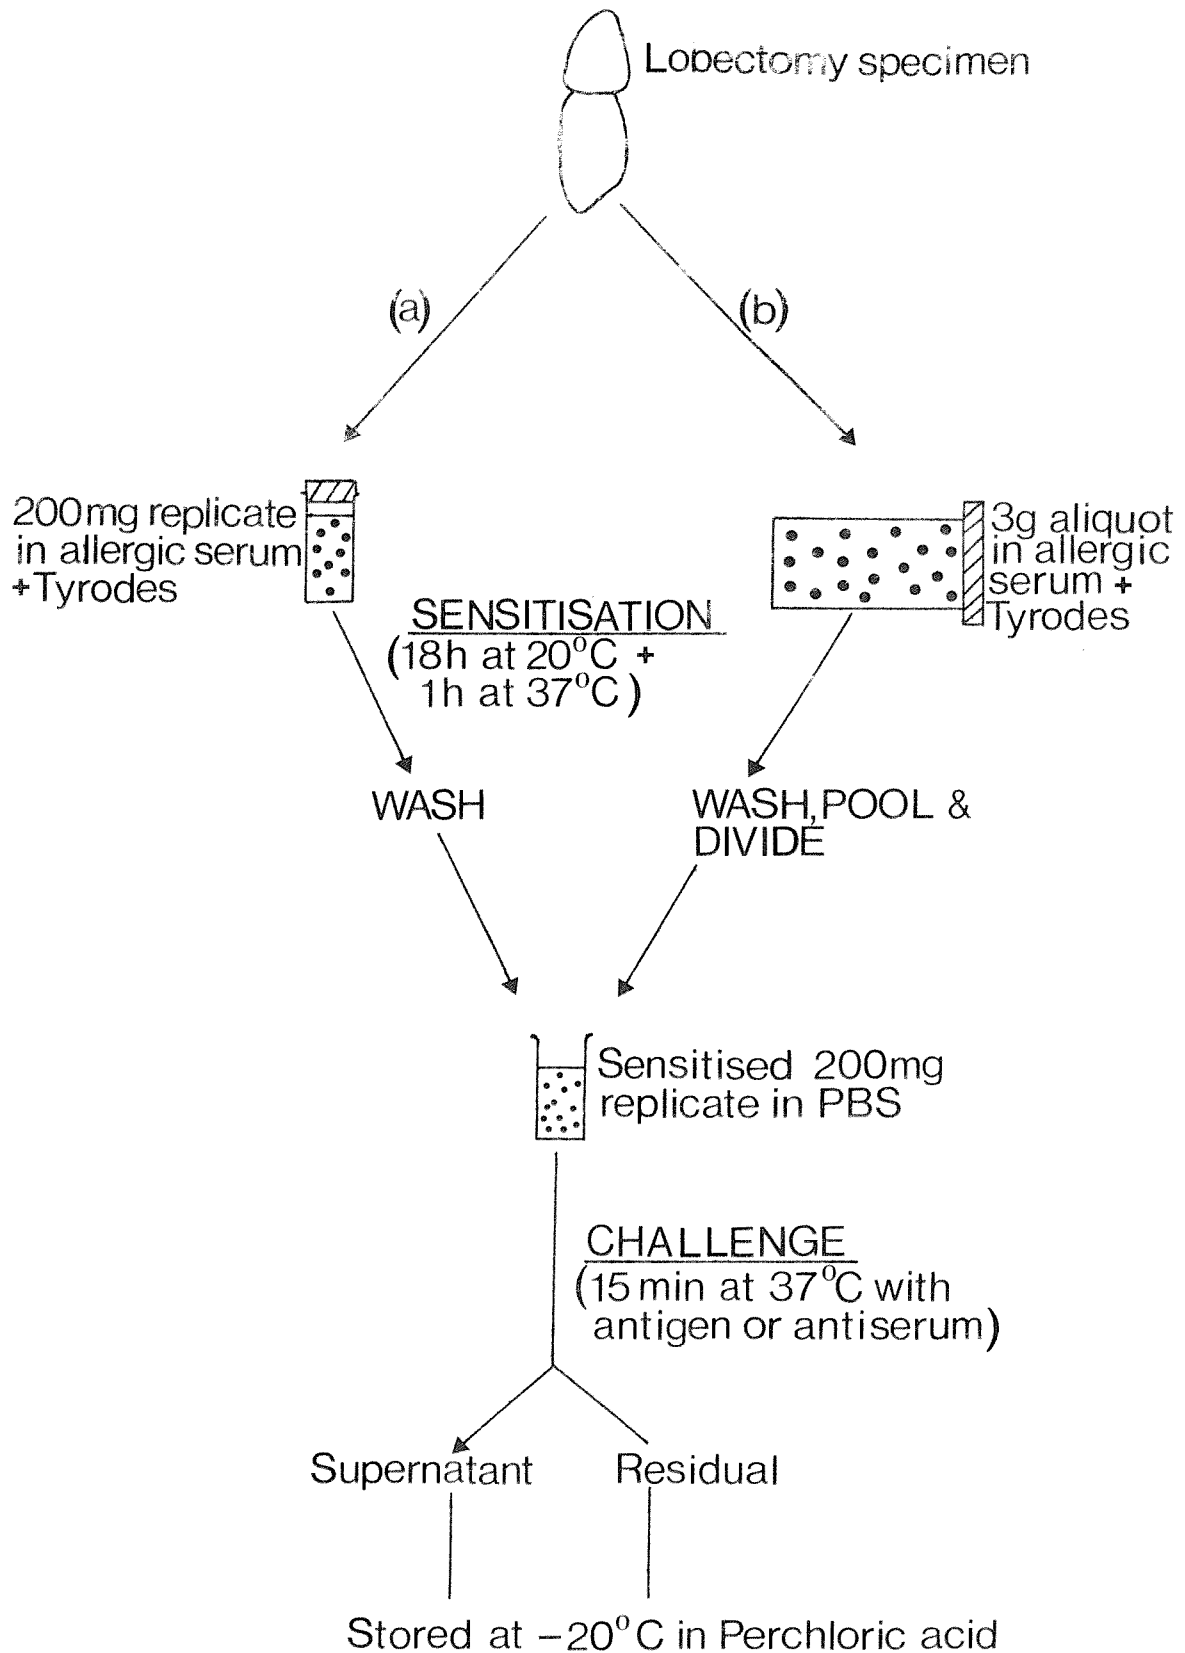 Lobectomy specimen
(a)
(b)
200mg replicate
in allergic serum
+Tyrodes
3g aliquot
in allergic
serum +
Tyrodes
SENSITISATION
(18h at 20°C +
1h at 37°C)
WASH
WASH, POOL &
DIVIDE
Sensitised 200mg
replicate in PBS
CHALLENGE
(15 min at 37°C with
antigen or antiserum)
Supernatant
Residual
Stored at −20°C in Perchloric acid